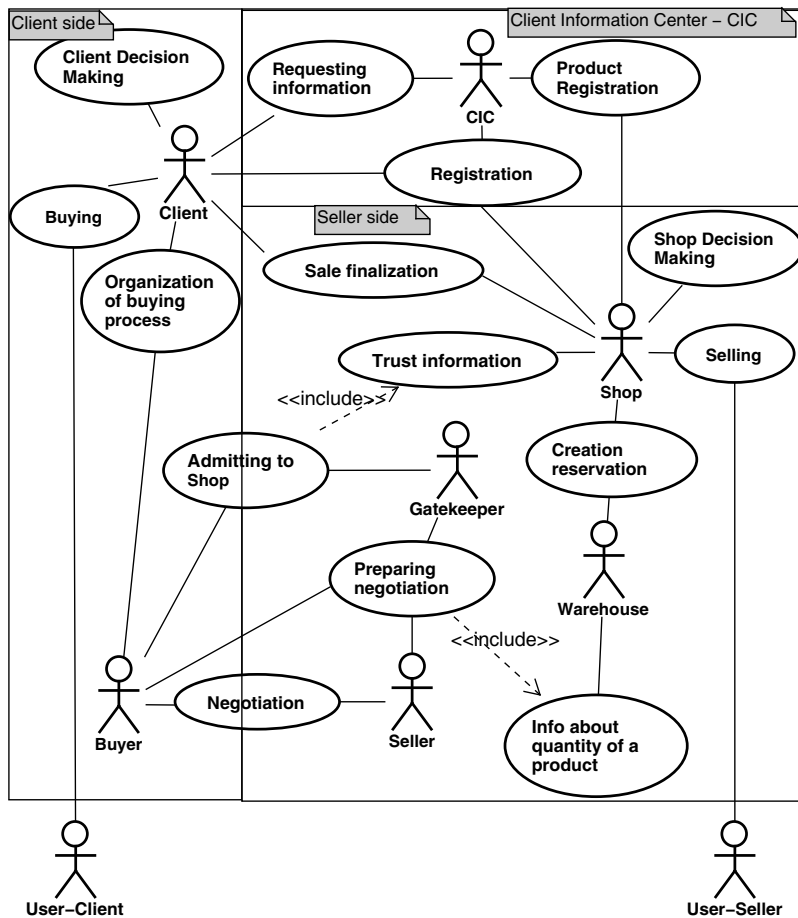 Client side
Client Information Center – CIC
Client Decision
Making
Requesting
information
CIC
Product
Registration
Client
Registration
Buying
Seller side
Shop Decision
Making
Organization
of buying
process
Sale finalization
Trust information
Shop
Selling
<<include>>
Admitting to
Shop
Gatekeeper
Creation
reservation
Preparing
negotiation
Warehouse
<<include>>
Buyer
Negotiation
Seller
Info about
quantity of a
product
User–Client
User–Seller